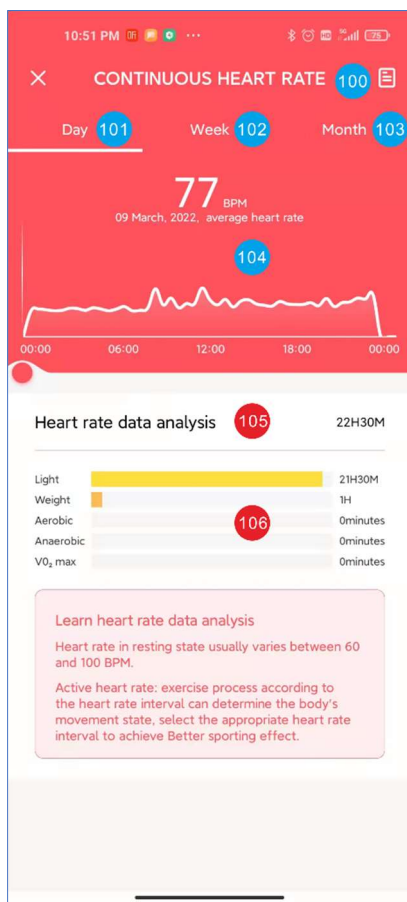 10:51 PM ... HD 5G 75
CONTINUOUS HEART RATE 100
Day 101 Week 102 Month 103
77 BPM
09 March, 2022, average heart rate
104
00:00 06:00 12:00 18:00 00:00
Heart rate data analysis 105 22H30M
Light 21H30M
Weight 1H
Aerobic 106 0minutes
Anaerobic 0minutes
V0₂ max 0minutes
Learn heart rate data analysis
Heart rate in resting state usually varies between 60
and 100 BPM.
Active heart rate: exercise process according to
the heart rate interval can determine the body's
movement state, select the appropriate heart rate
interval to achieve Better sporting effect.